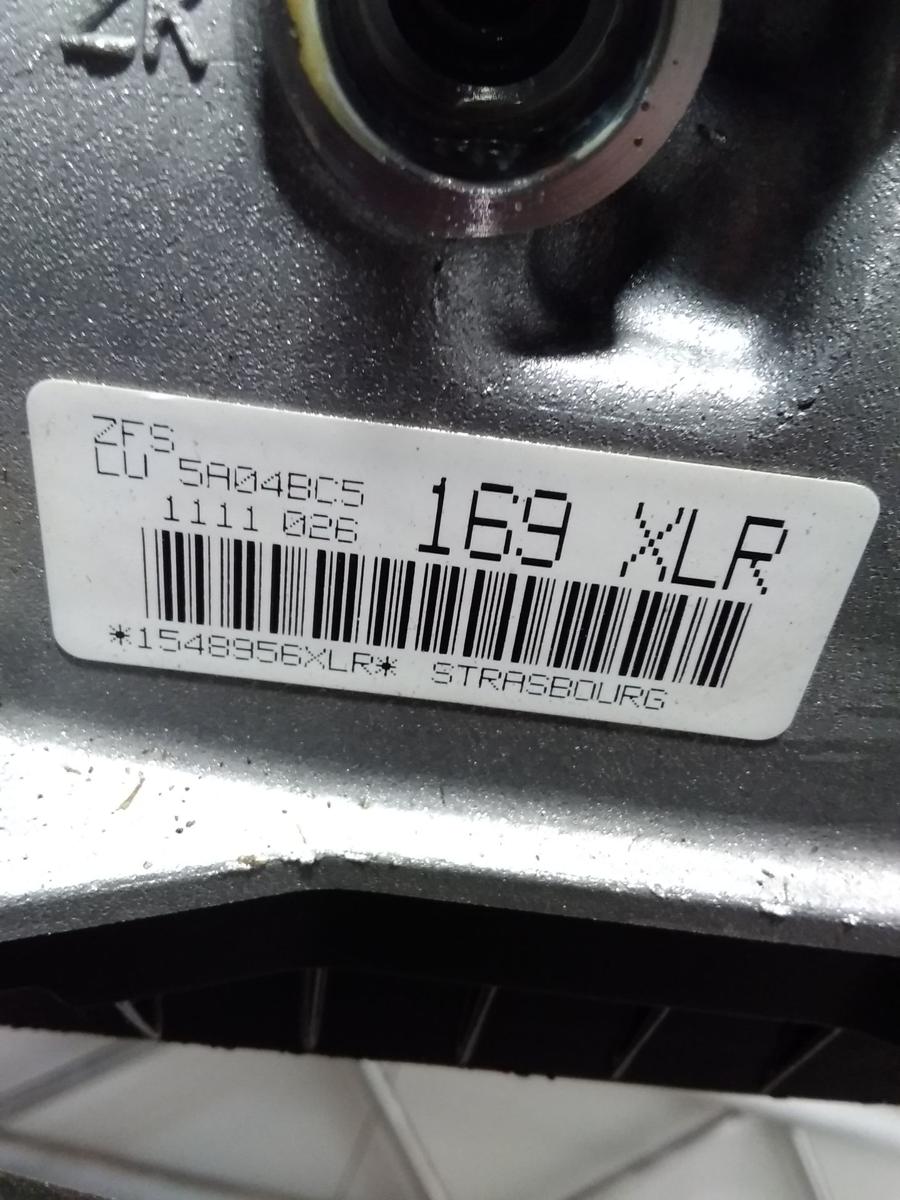 ZFS
LU 5A04BC5
1111 026
169 XLR
*1548956XLR* STRASBOURG